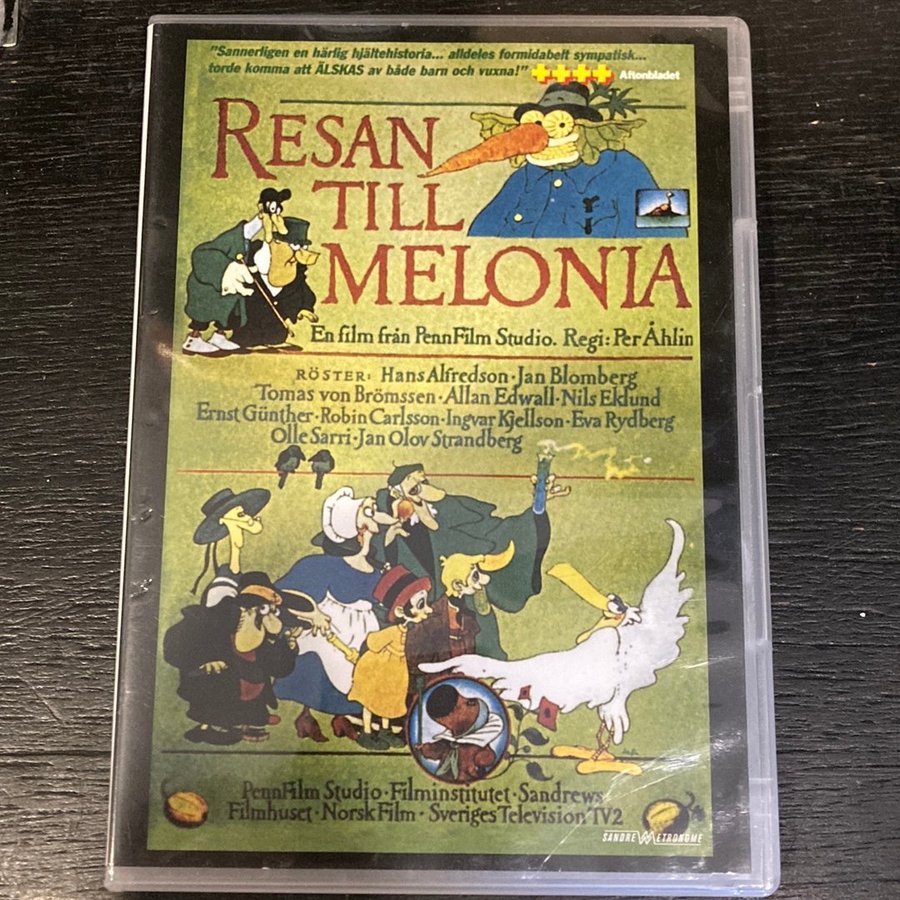 "Sannerligen en härlig hjältehistoria... alldeles formidabelt sympatisk...
torde komma att ÄLSKAS av både barn och vuxna!" Aftonbladet
RESAN
TILL
MELONIA
En film från PennFilm Studio. Regi: Per Åhlin
RÖSTER: Hans Alfredson · Jan Blomberg
Tomas von Brömssen · Allan Edwall · Nils Eklund
Ernst Günther · Robin Carlsson · Ingvar Kjellson · Eva Rydberg
Olle Sarri · Jan Olov Strandberg
PennFilm Studio · Filminstitutet · Sandrews
Filmhuset · Norsk Film · Sveriges Television TV2
SANDREW METRONOME